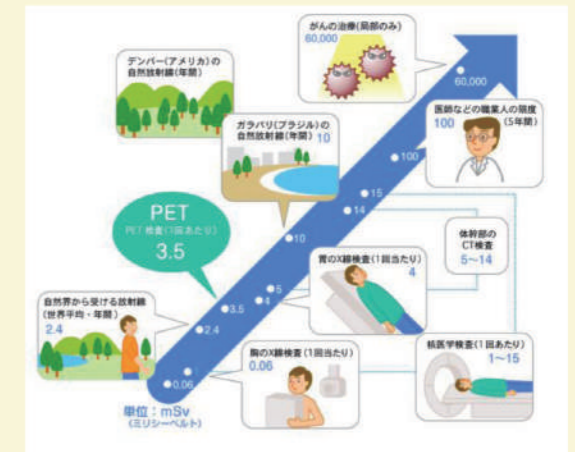 がんの治療(局部のみ)
60,000
デンバー(アメリカ)の
自然放射線(年間)
60,000
ガラパリ(ブラジル)の
自然放射線(年間) 10
医師などの職業人の限度
100 (5年間)
100
15
14
PET
PET 検査(1回あたり)
3.5
10
体幹部の
CT検査
5~14
胃のX線検査(1回当たり)
4
5
4
3.5
自然界から受ける放射線
(世界平均・年間)
2.4
2.4
胸のX線検査(1回当たり)
0.06
核医学検査(1回あたり)
1~15
0.06
単位:mSv
(ミリシーベルト)